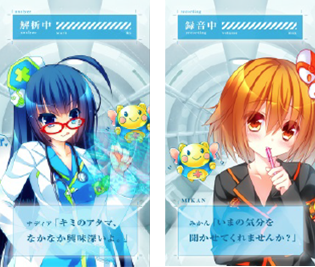 解析中
サディア「キミのアタマ、
なかなか興味深いよ。」
録音中
MIKAN
みかん「いまの気分を
聞かせてくれませんか?」